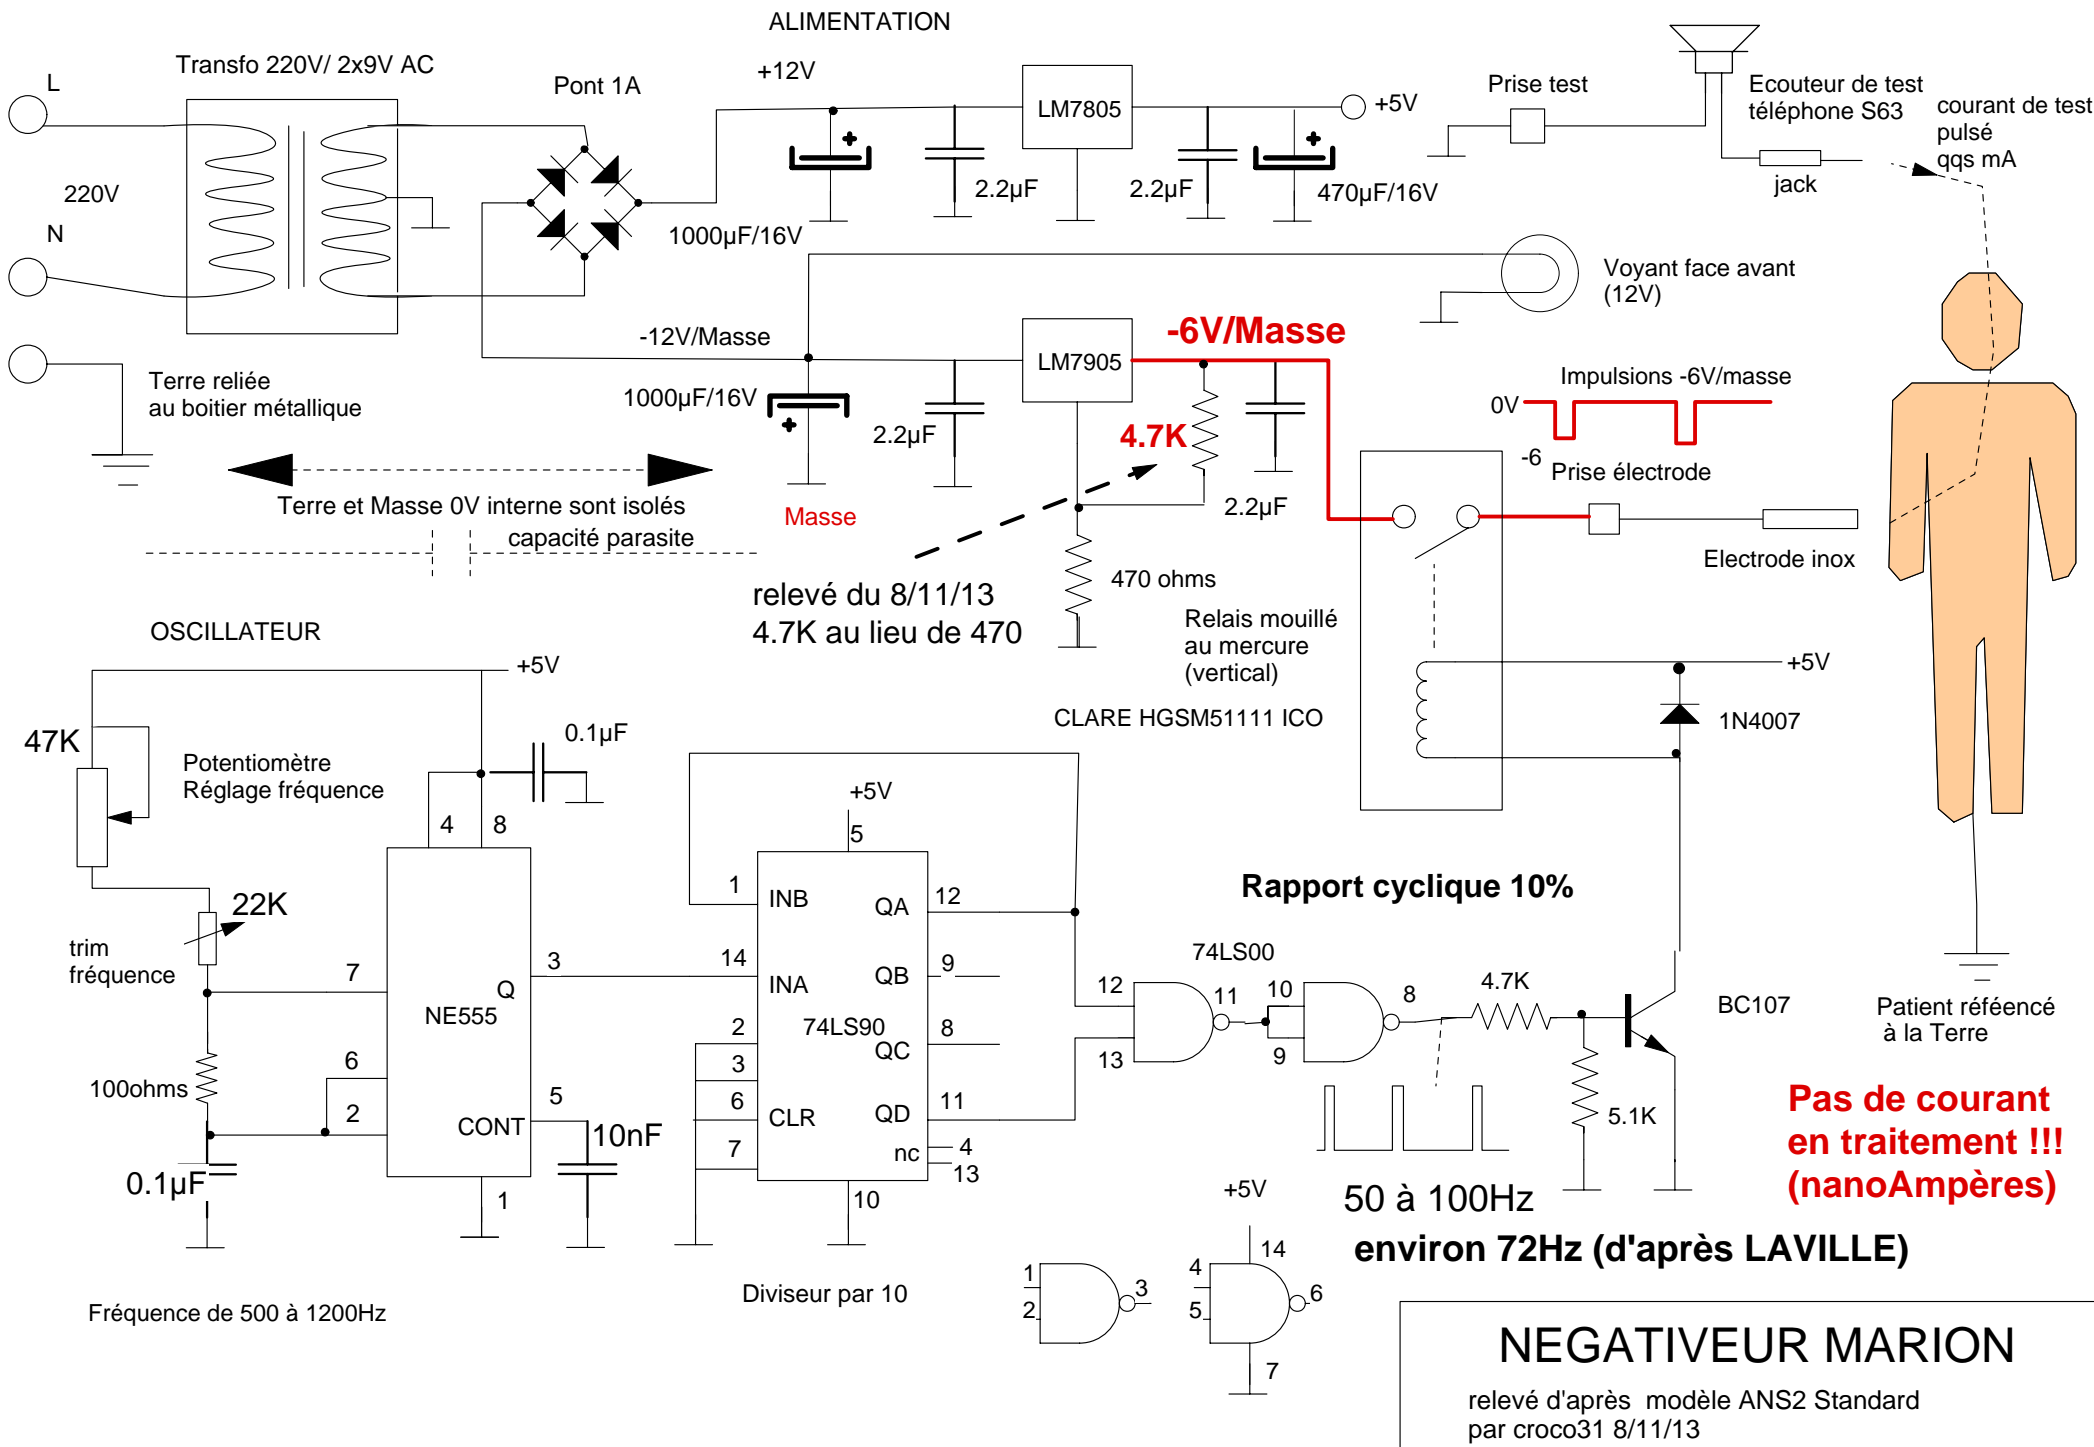 ALIMENTATION
Transfo 220V/ 2x9V AC
L
220V
N
Pont 1A
+12V
LM7805
+5V
1000µF/16V
2.2µF
2.2µF
470µF/16V
Prise test
Ecouteur de test
téléphone S63
jack
courant de test
pulsé
qqs mA
Voyant face avant
(12V)
Terre reliée
au boitier métallique
-12V/Masse
1000µF/16V
2.2µF
LM7905
-6V/Masse
4.7K
2.2µF
Masse
470 ohms
Terre et Masse 0V interne sont isolés
capacité parasite
relevé du 8/11/13
4.7K au lieu de 470
Impulsions -6V/masse
0V
-6
Prise électrode
Electrode inox
Relais mouillé
au mercure
(vertical)
CLARE HGSM51111 ICO
+5V
1N4007
OSCILLATEUR
+5V
47K
Potentiomètre
Réglage fréquence
0.1µF
22K
trim
fréquence
4
8
7
6
2
3
5
1
Q
NE555
CONT
100ohms
0.1µF
10nF
Fréquence de 500 à 1200Hz
+5V
5
1
INB
QA
12
14
INA
QB
9
2
74LS90
8
3
QC
6
CLR
QD
11
7
nc
4
13
10
Diviseur par 10
Rapport cyclique 10%
74LS00
12
13
11
10
9
8
4.7K
5.1K
BC107
50 à 100Hz
environ 72Hz (d'après LAVILLE)
+5V
14
1
2
3
4
5
6
7
Patient réféencé
à la Terre
Pas de courant
en traitement !!!
(nanoAmpères)
NEGATIVEUR MARION
relevé d'après modèle ANS2 Standard
par croco31 8/11/13